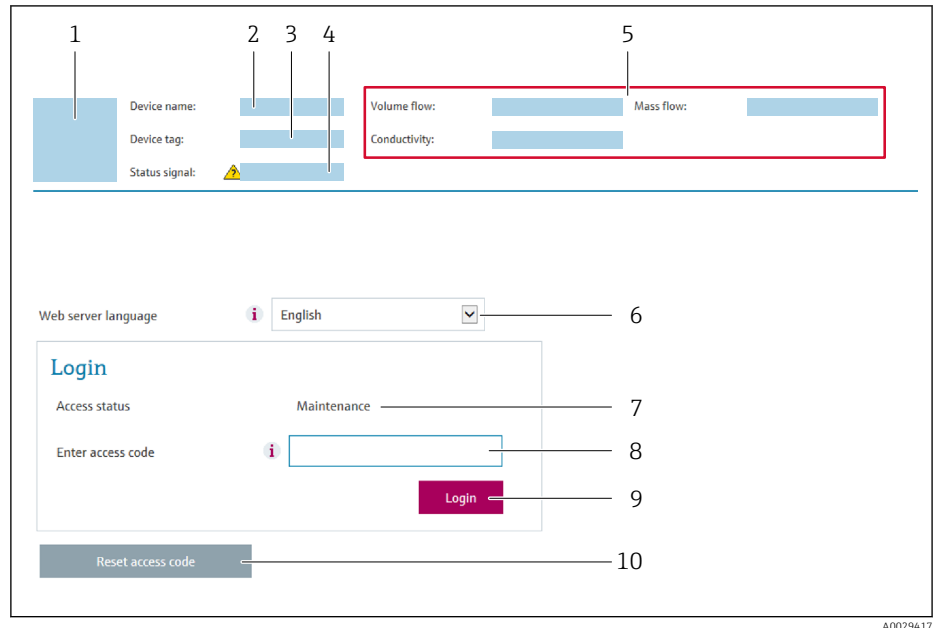 1 2 3 4 5
Device name: Volume flow: Mass flow:
Device tag: Conductivity:
Status signal: ?
Web server language i English 6
Login
Access status Maintenance 7
Enter access code i 8
Login 9
Reset access code 10
A0029417